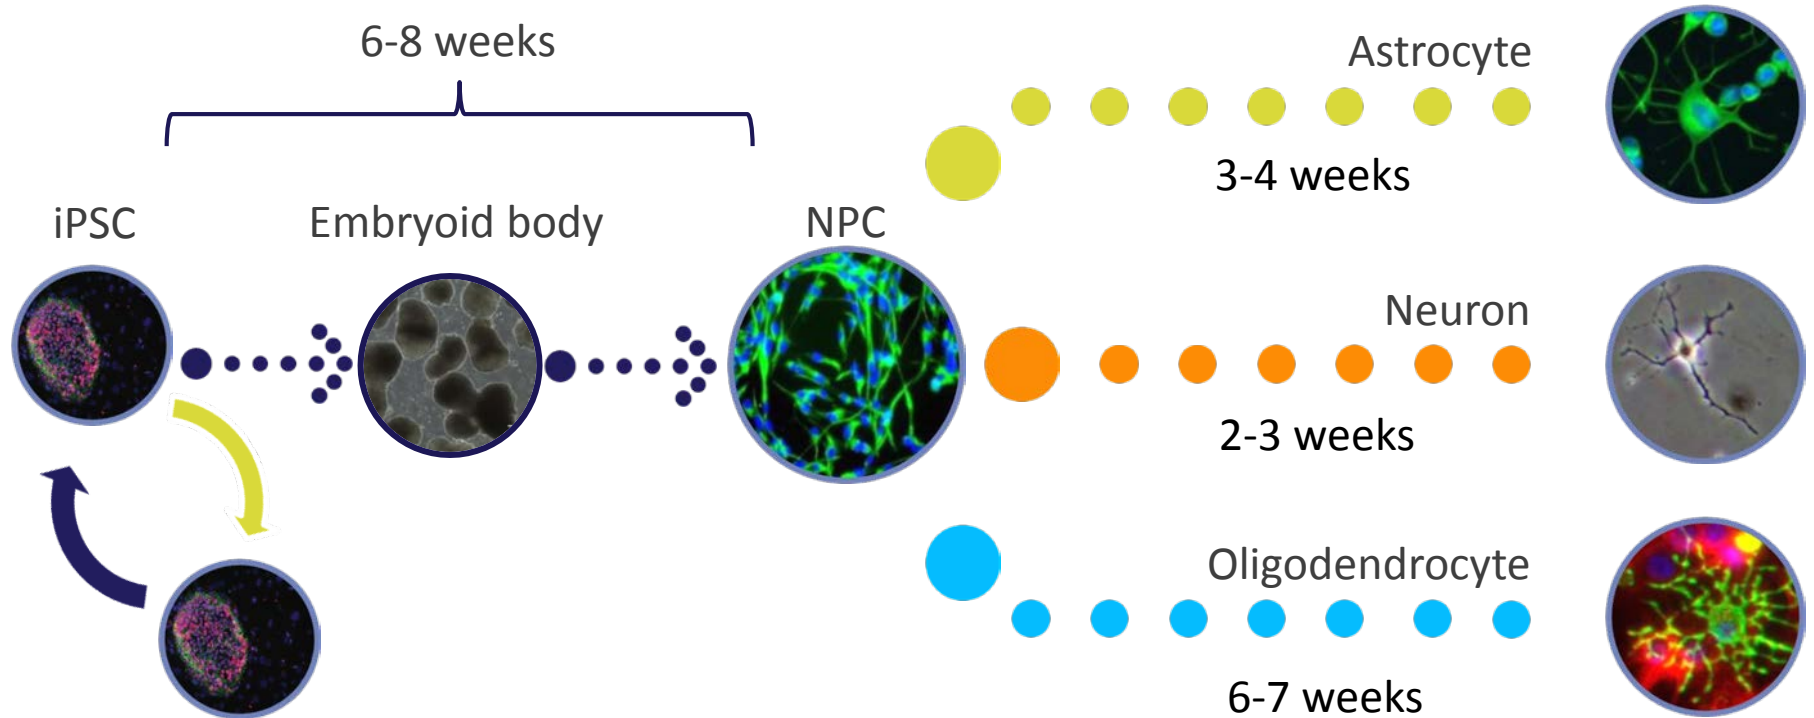 6-8 weeks
iPSC
Embryoid body
NPC
Astrocyte
3-4 weeks
Neuron
2-3 weeks
Oligodendrocyte
6-7 weeks